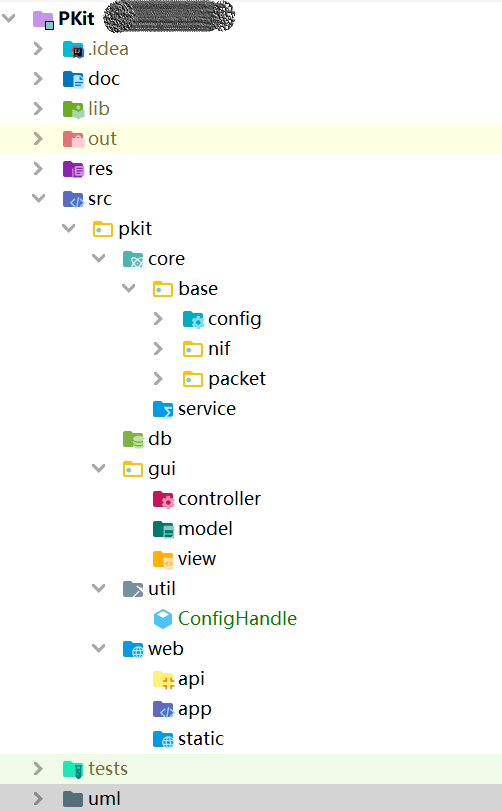 PKit
.idea
doc
lib
out
res
src
pkit
core
base
config
nif
packet
service
db
gui
controller
model
view
util
ConfigHandle
web
api
app
static
tests
uml